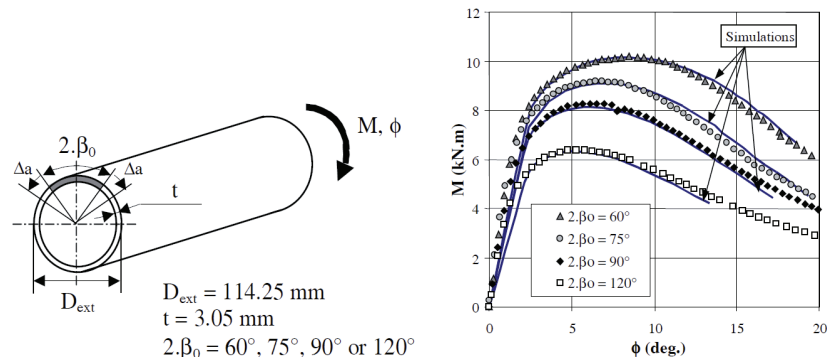 2.β₀
Δa
Δa
t
M, ϕ
D_ext
D_ext = 114.25 mm
t = 3.05 mm
2.β₀ = 60°, 75°, 90° or 120°
M (kN.m)
12
10
8
6
4
2
0
Simulations
2.βo = 60°
2.βo = 75°
2.βo = 90°
2.βo = 120°
0
5
10
15
20
ϕ (deg,)